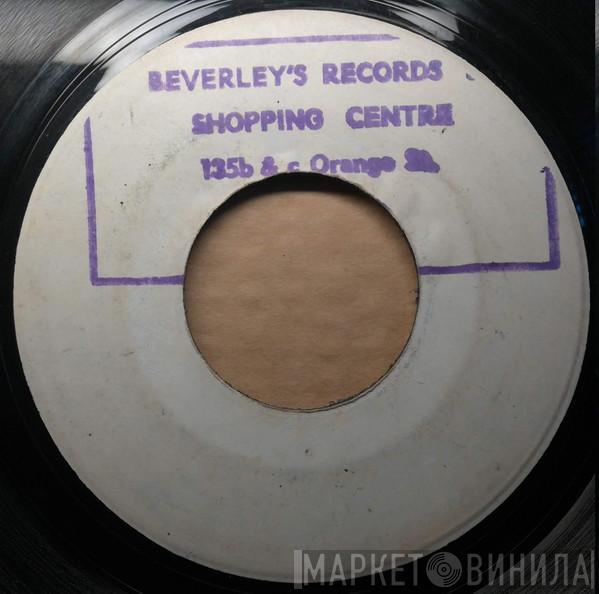 BEVERLEY'S RECORDS
SHOPPING CENTRE
135b & c Orange St.
МАРКЕТ ВИНИЛА